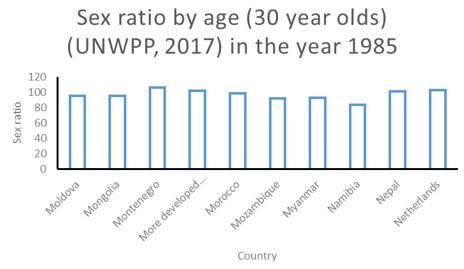 Sex ratio by age (30 year olds)
(UNWPP, 2017) in the year 1985
120
100
80
60
40
20
0
Sex ratio
Moldova
Mongolia
Montenegro
More developed...
Morocco
Mozambique
Myanmar
Namibia
Nepal
Netherlands
Country